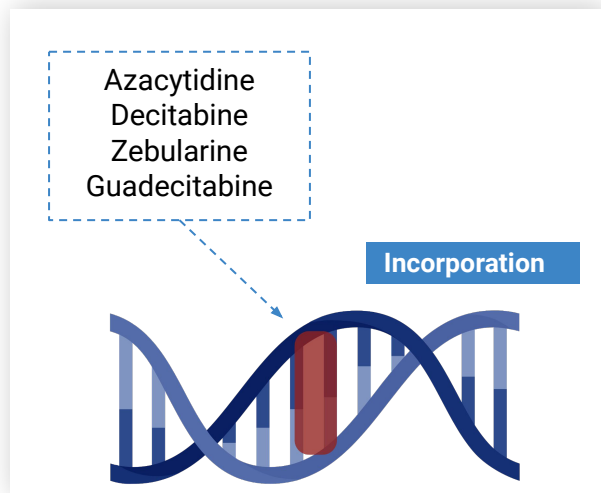 Azacytidine
Decitabine
Zebularine
Guadecitabine
Incorporation